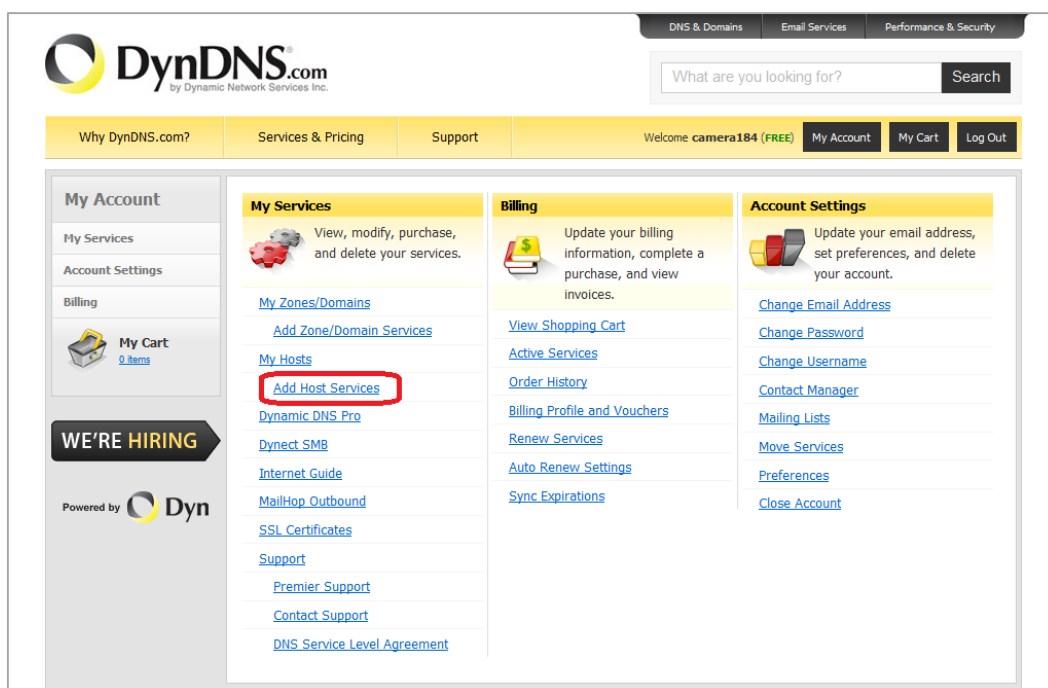 DNS & Domains Email Services Performance & Security
DynDNS.com
by Dynamic Network Services Inc.
What are you looking for? Search
Why DynDNS.com? Services & Pricing Support Welcome camera184 (FREE) My Account My Cart Log Out
My Account
My Services
Account Settings
Billing
My Cart
0 items
WE'RE HIRING
Powered by Dyn
My Services
View, modify, purchase,
and delete your services.
My Zones/Domains
Add Zone/Domain Services
My Hosts
Add Host Services
Dynamic DNS Pro
Dynect SMB
Internet Guide
MailHop Outbound
SSL Certificates
Support
Premier Support
Contact Support
DNS Service Level Agreement
Billing
Update your billing
information, complete a
purchase, and view
invoices.
View Shopping Cart
Active Services
Order History
Billing Profile and Vouchers
Renew Services
Auto Renew Settings
Sync Expirations
Account Settings
Update your email address,
set preferences, and delete
your account.
Change Email Address
Change Password
Change Username
Contact Manager
Mailing Lists
Move Services
Preferences
Close Account